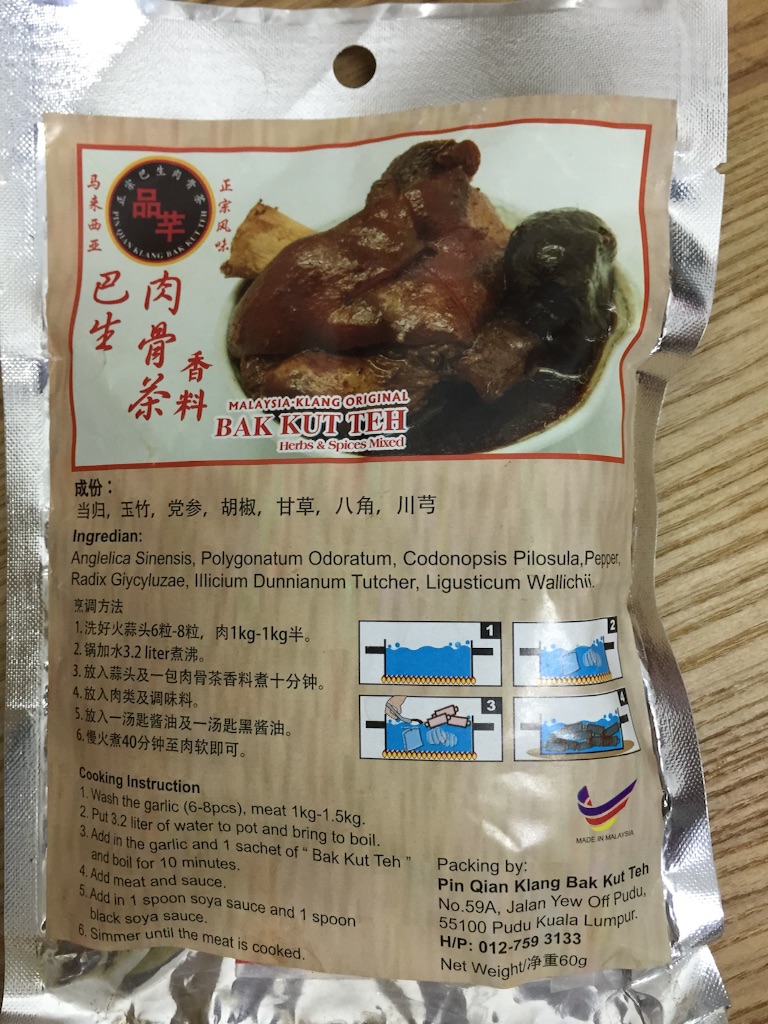 马来西亚
正宗巴生肉骨茶
品芊
PIN QIAN KLANG BAK KUT TEH
正宗风味
巴生
肉骨茶
香料
MALAYSIA·KLANG ORIGINAL
BAK KUT TEH
Herbs & Spices Mixed
成份：
当归, 玉竹, 党参, 胡椒, 甘草, 八角, 川芎
Ingredian:
Anglelica Sinensis, Polygonatum Odoratum, Codonopsis Pilosula,Pepper,
Radix Giycyluzae, Illicium Dunnianum Tutcher, Ligusticum Wallichii.
烹调方法
1.洗好火蒜头6粒-8粒，肉1kg-1kg半。
2.锅加水3.2 liter煮沸。
3.放入蒜头及一包肉骨茶香料煮十分钟。
4.放入肉类及调味料。
5.放入一汤匙酱油及一汤匙黑酱油。
6.慢火煮40分钟至肉软即可。
1
2
3
4
Cooking Instruction
1. Wash the garlic (6-8pcs), meat 1kg-1.5kg.
2. Put 3.2 liter of water to pot and bring to boil.
3. Add in the garlic and 1 sachet of “ Bak Kut Teh ”
and boil for 10 minutes.
4. Add meat and sauce.
5. Add in 1 spoon soya sauce and 1 spoon
black soya sauce.
6. Simmer until the meat is cooked.
MADE IN MALAYSIA
Packing by:
Pin Qian Klang Bak Kut Teh
No.59A, Jalan Yew Off Pudu,
55100 Pudu Kuala Lumpur.
H/P: 012-759 3133
Net Weight/净重60g